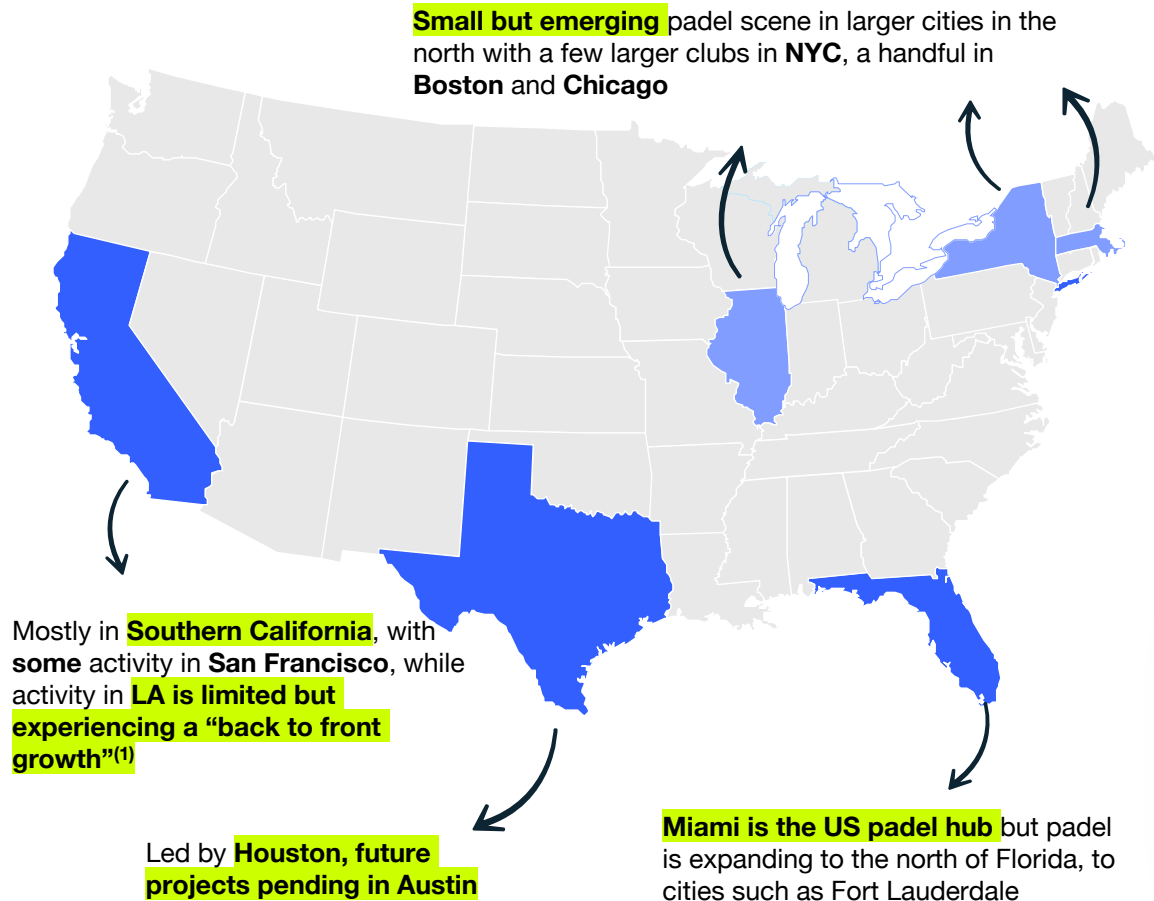 Small but emerging padel scene in larger cities in the
north with a few larger clubs in NYC, a handful in
Boston and Chicago
Mostly in Southern California, with
some activity in San Francisco, while
activity in LA is limited but
experiencing a “back to front
growth”(1)
Led by Houston, future
projects pending in Austin
Miami is the US padel hub but padel
is expanding to the north of Florida, to
cities such as Fort Lauderdale